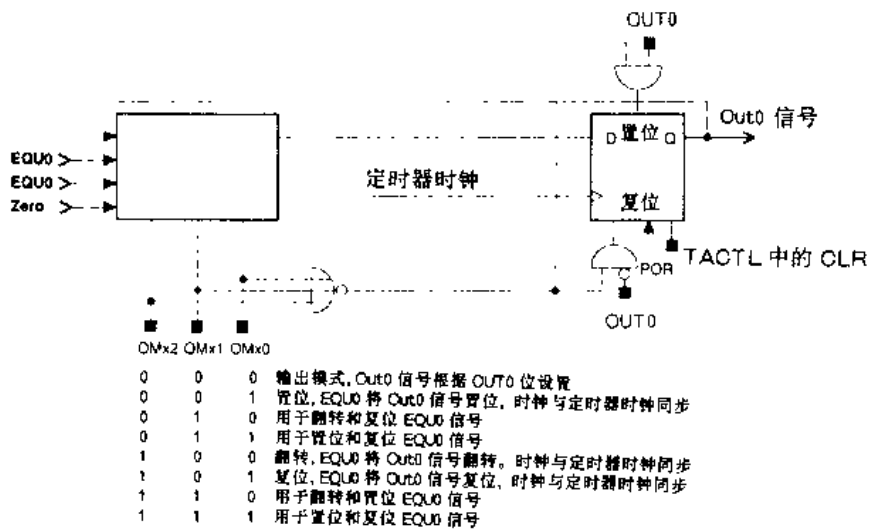 OUT0
Out0 信号
D 置位 Q
EQU0
EQU0
Zero
定时器时钟
复位
POR
TACTL 中的 CLR
OUT0
OMx2 OMx1 OMx0
0 0 0 输出模式, Out0 信号根据 OUT0 位设置
0 0 1 置位, EQU0 将 Out0 信号置位, 时钟与定时器时钟同步
0 1 0 用于翻转和复位 EQU0 信号
0 1 1 用于置位和复位 EQU0 信号
1 0 0 翻转, EQU0 将 Out0 信号翻转。时钟与定时器时钟同步
1 0 1 复位, EQU0 将 Out0 信号复位, 时钟与定时器时钟同步
1 1 0 用于翻转和置位 EQU0 信号
1 1 1 用于置位和复位 EQU0 信号